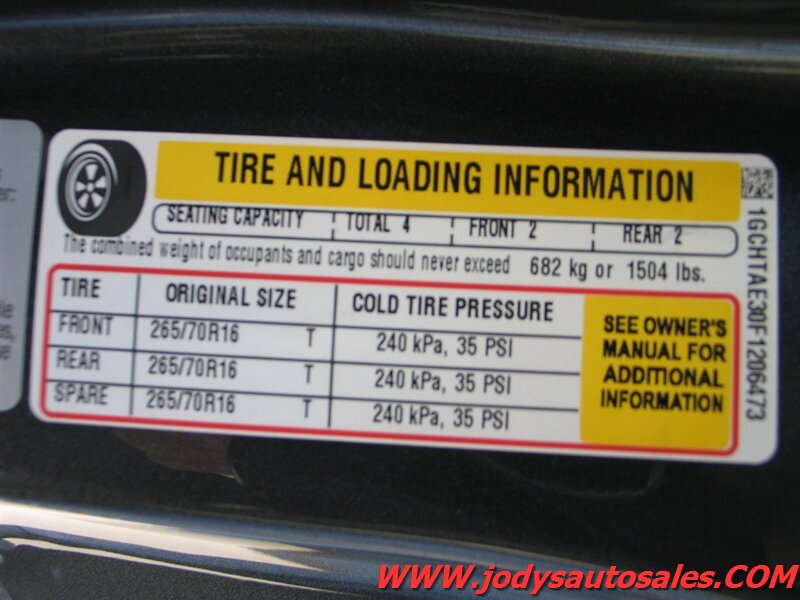 TIRE AND LOADING INFORMATION
SEATING CAPACITY TOTAL 4 FRONT 2 REAR 2
The combined weight of occupants and cargo should never exceed 682 kg or 1504 lbs.
TIRE ORIGINAL SIZE COLD TIRE PRESSURE
FRONT 265/70R16 T 240 kPa, 35 PSI
REAR 265/70R16 T 240 kPa, 35 PSI
SPARE 265/70R16 T 240 kPa, 35 PSI
SEE OWNER'S
MANUAL FOR
ADDITIONAL
INFORMATION
1GCHTAE30F1206473
WWW.jodysautosales.COM